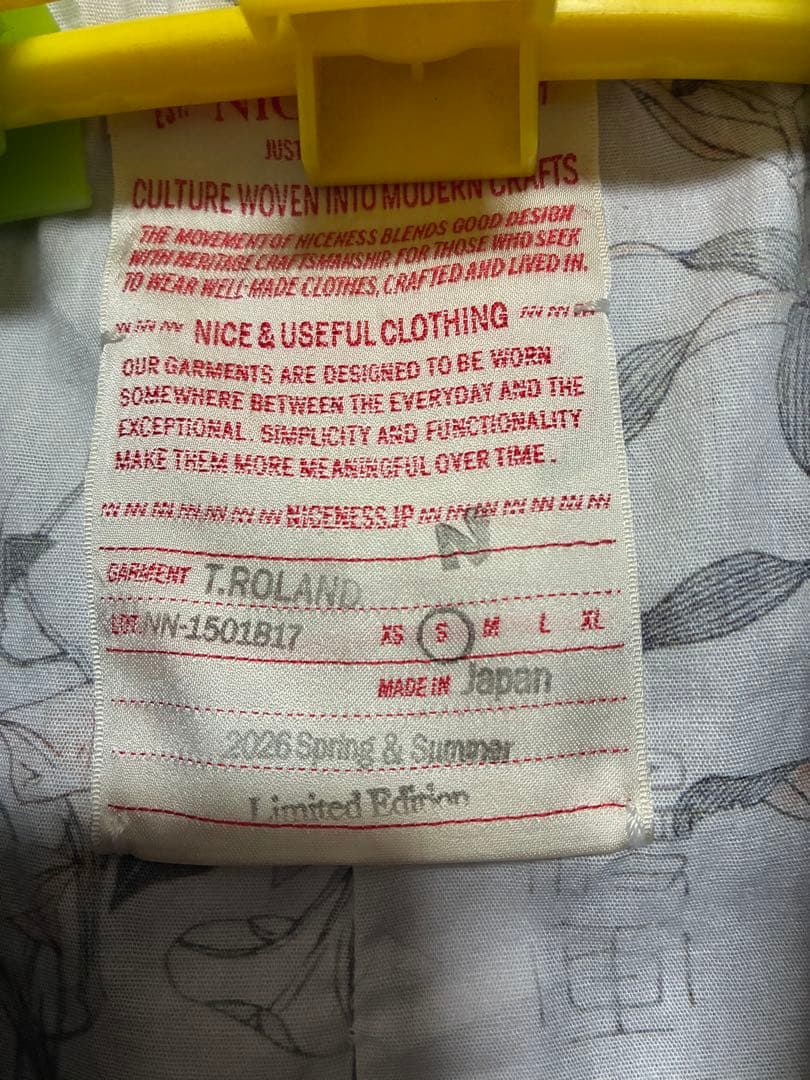 JUST
CULTURE WOVEN INTO MODERN CRAFTS
THE MOVEMENT OF NICENESS BLENDS GOOD DESIGN
WITH HERITAGE CRAFTSMANSHIP. FOR THOSE WHO SEEK
TO WEAR WELL-MADE CLOTHES, CRAFTED AND LIVED IN.
NICE & USEFUL CLOTHING
OUR GARMENTS ARE DESIGNED TO BE WORN
SOMEWHERE BETWEEN THE EVERYDAY AND THE
EXCEPTIONAL. SIMPLICITY AND FUNCTIONALITY
MAKE THEM MORE MEANINGFUL OVER TIME.
NICENESS.JP
N
GARMENT T.ROLAND
LOT.NN-1501B17 XS S M L XL
MADE IN Japan
2026 Spring & Summer
Limited Edition